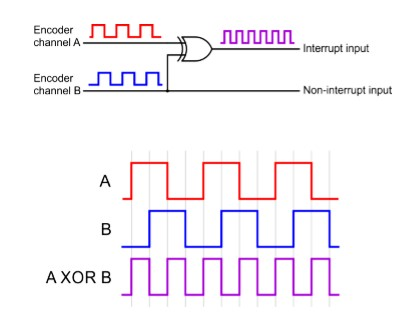 Encoder
channel A
Interrupt input
Encoder
channel B
Non-interrupt input
A
B
A XOR B